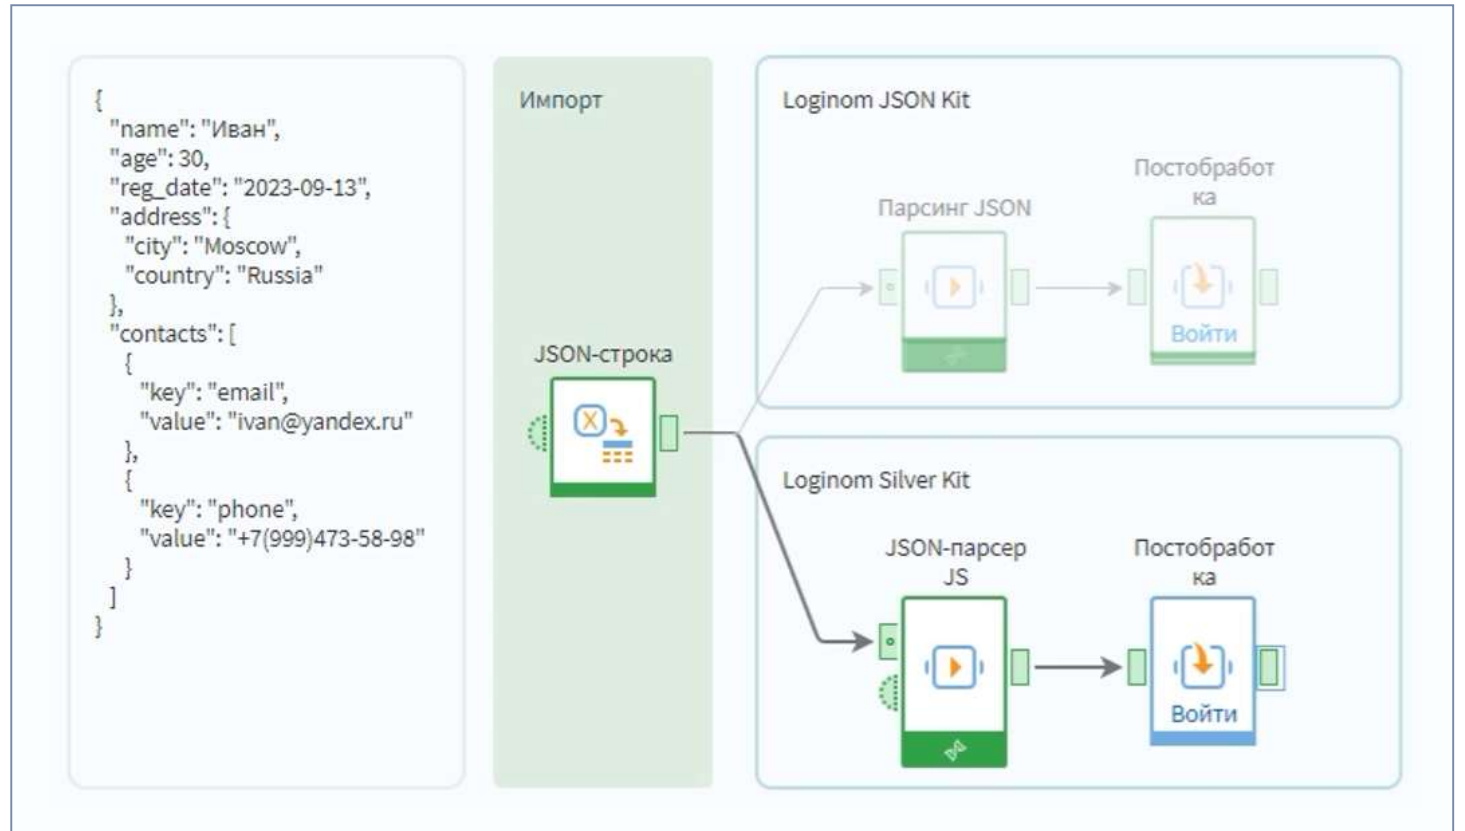 {
"name": "Иван",
"age": 30,
"reg_date": "2023-09-13",
"address": {
"city": "Moscow",
"country": "Russia"
},
"contacts": [
{
"key": "email",
"value": "ivan@yandex.ru"
},
{
"key": "phone",
"value": "+7(999)473-58-98"
}
]
}
Импорт
JSON-строка
Loginom JSON Kit
Парсинг JSON
Постобработ
ка
Войти
Loginom Silver Kit
JSON-парсер
JS
Постобработ
ка
Войти